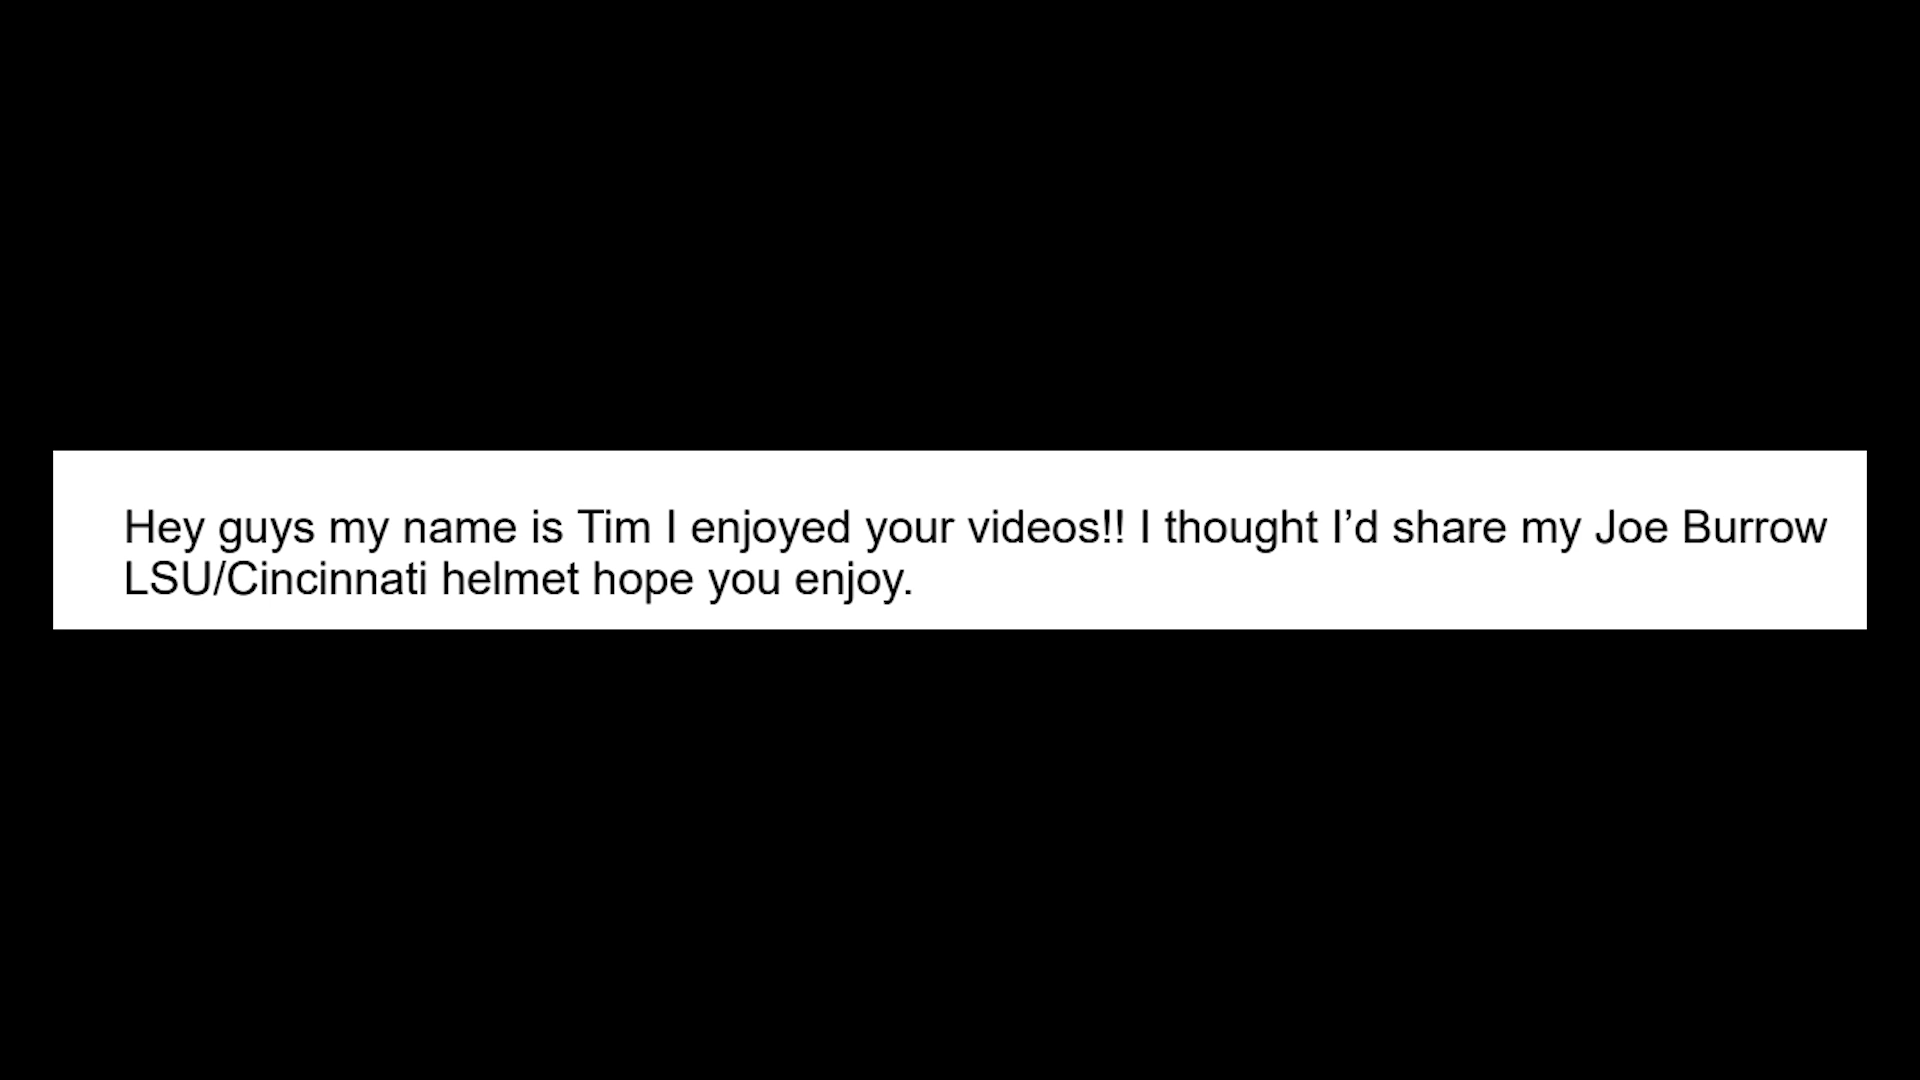 Hey guys my name is Tim I enjoyed your videos!! I thought I’d share my Joe Burrow
LSU/Cincinnati helmet hope you enjoy.